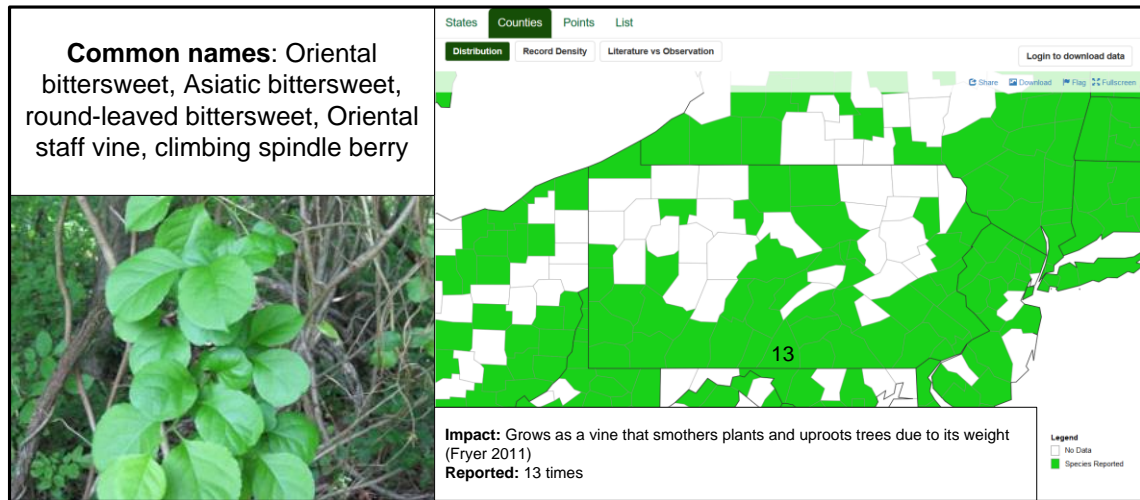 Common names: Oriental
bittersweet, Asiatic bittersweet,
round-leaved bittersweet, Oriental
staff vine, climbing spindle berry
States Counties Points List
Distribution Record Density Literature vs Observation
Login to download data
Share Download Flag Fullscreen
13
Impact: Grows as a vine that smothers plants and uproots trees due to its weight
(Fryer 2011)
Reported: 13 times
Legend
No Data
Species Reported